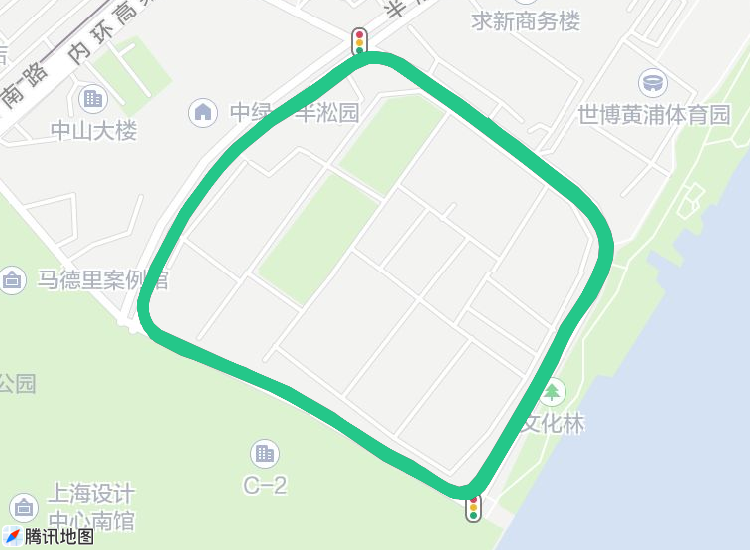 求新商务楼
半淞
内环高架
南路
世博黄浦体育园
中山大楼
中绿 半淞园
马德里案例馆
公园
文化林
C-2
上海设计
中心南馆
腾讯地图